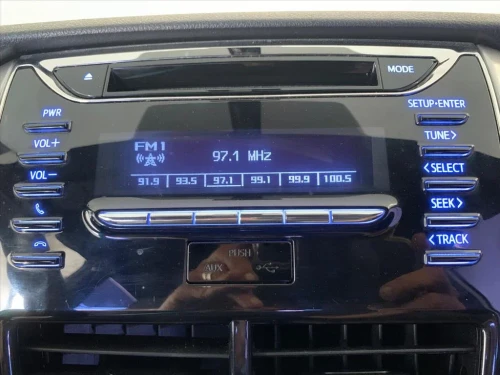 MODE
PWR
SETUP·ENTER
VOL+
TUNE>
FM1
97.1 MHz
VOL−
<SELECT
91.9 93.5 97.1 99.1 99.9 100.5
SEEK>
<TRACK
PUSH
AUX